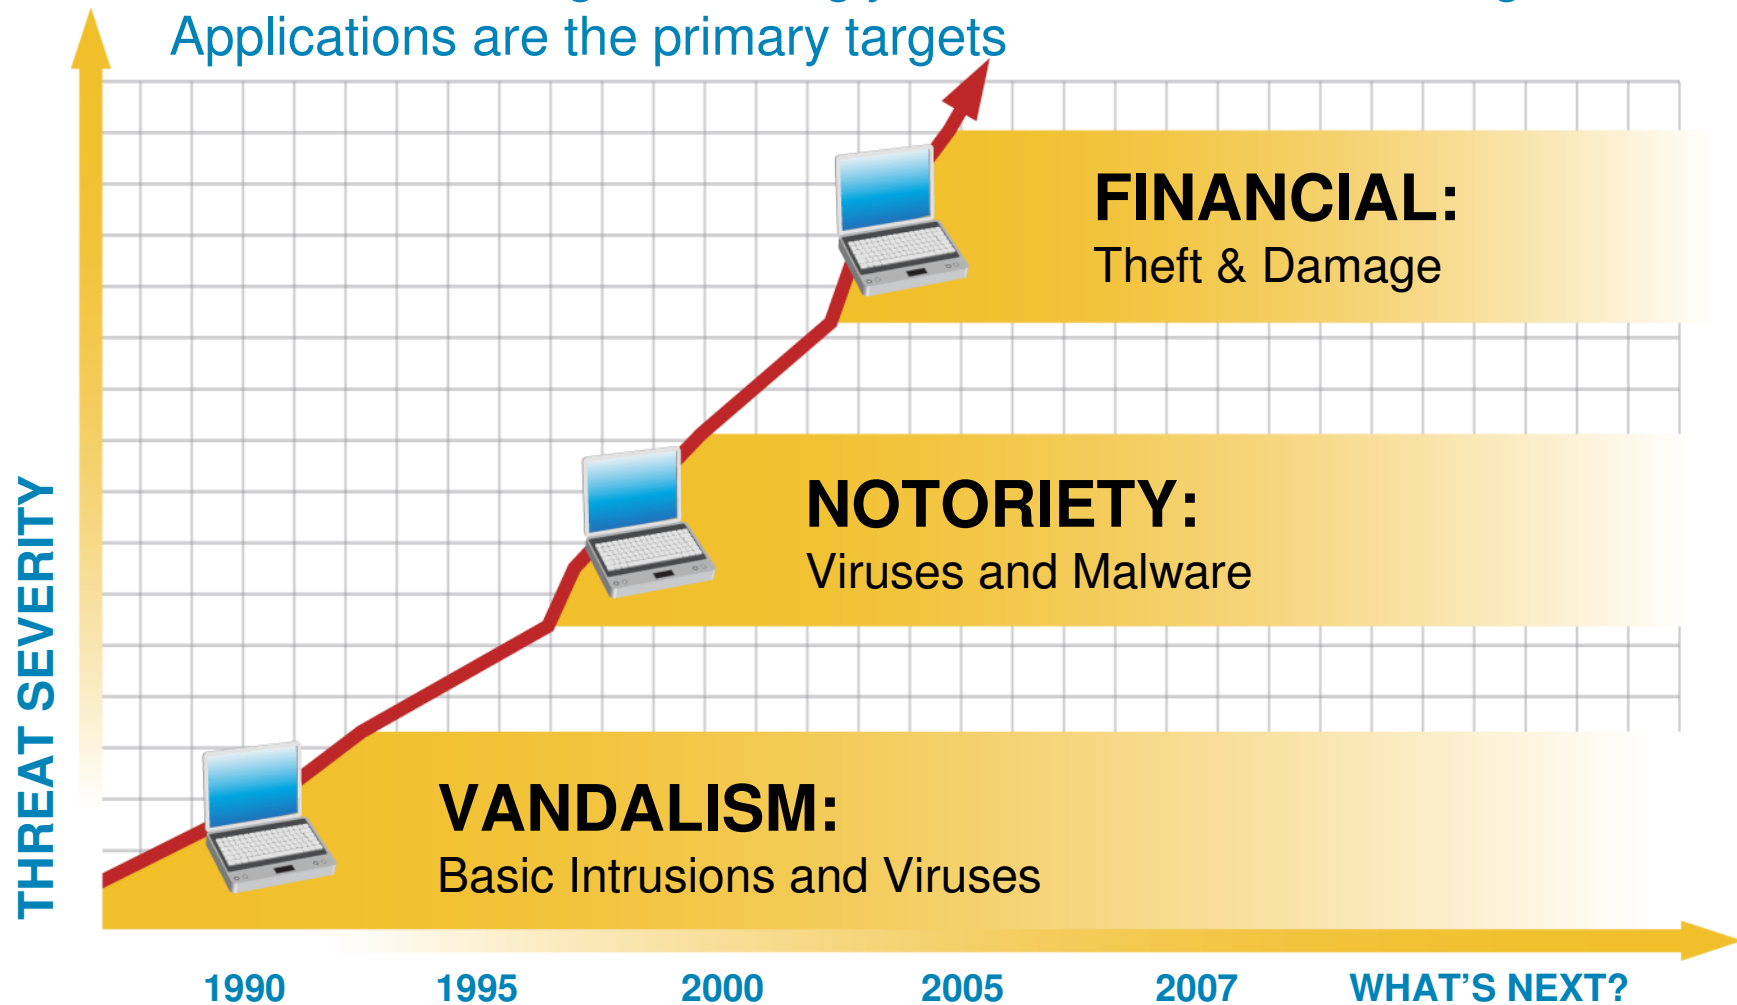 Applications are the primary targets
FINANCIAL:
Theft & Damage
NOTORIETY:
Viruses and Malware
VANDALISM:
Basic Intrusions and Viruses
THREAT SEVERITY
1990 1995 2000 2005 2007 WHAT'S NEXT?